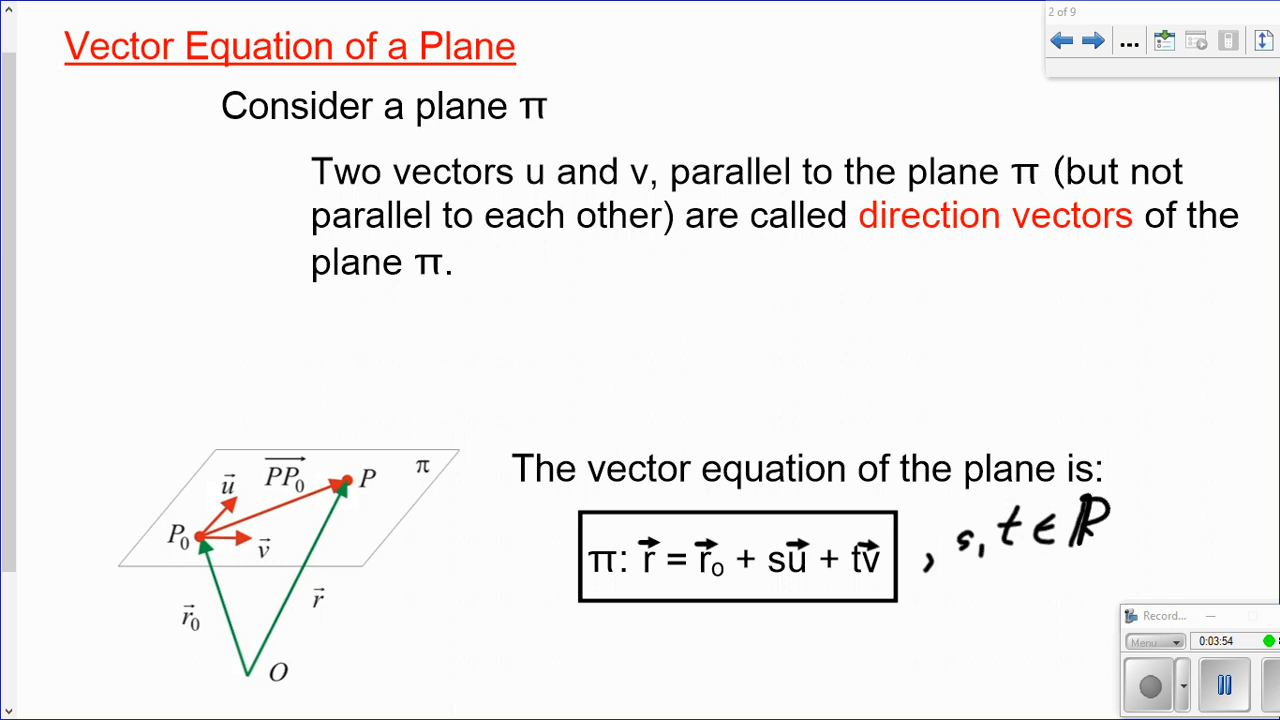 Vector Equation of a Plane
2 of 9
Consider a plane π
Two vectors u and v, parallel to the plane π (but not
parallel to each other) are called direction vectors of the
plane π.
The vector equation of the plane is:
π: r⃗ = r⃗₀ + su⃗ + tv⃗ , s, t ∈ ℝ
π
PP₀⃗
P
u⃗
P₀
v⃗
r⃗
r⃗₀
O
Record...
Menu
0:03:54